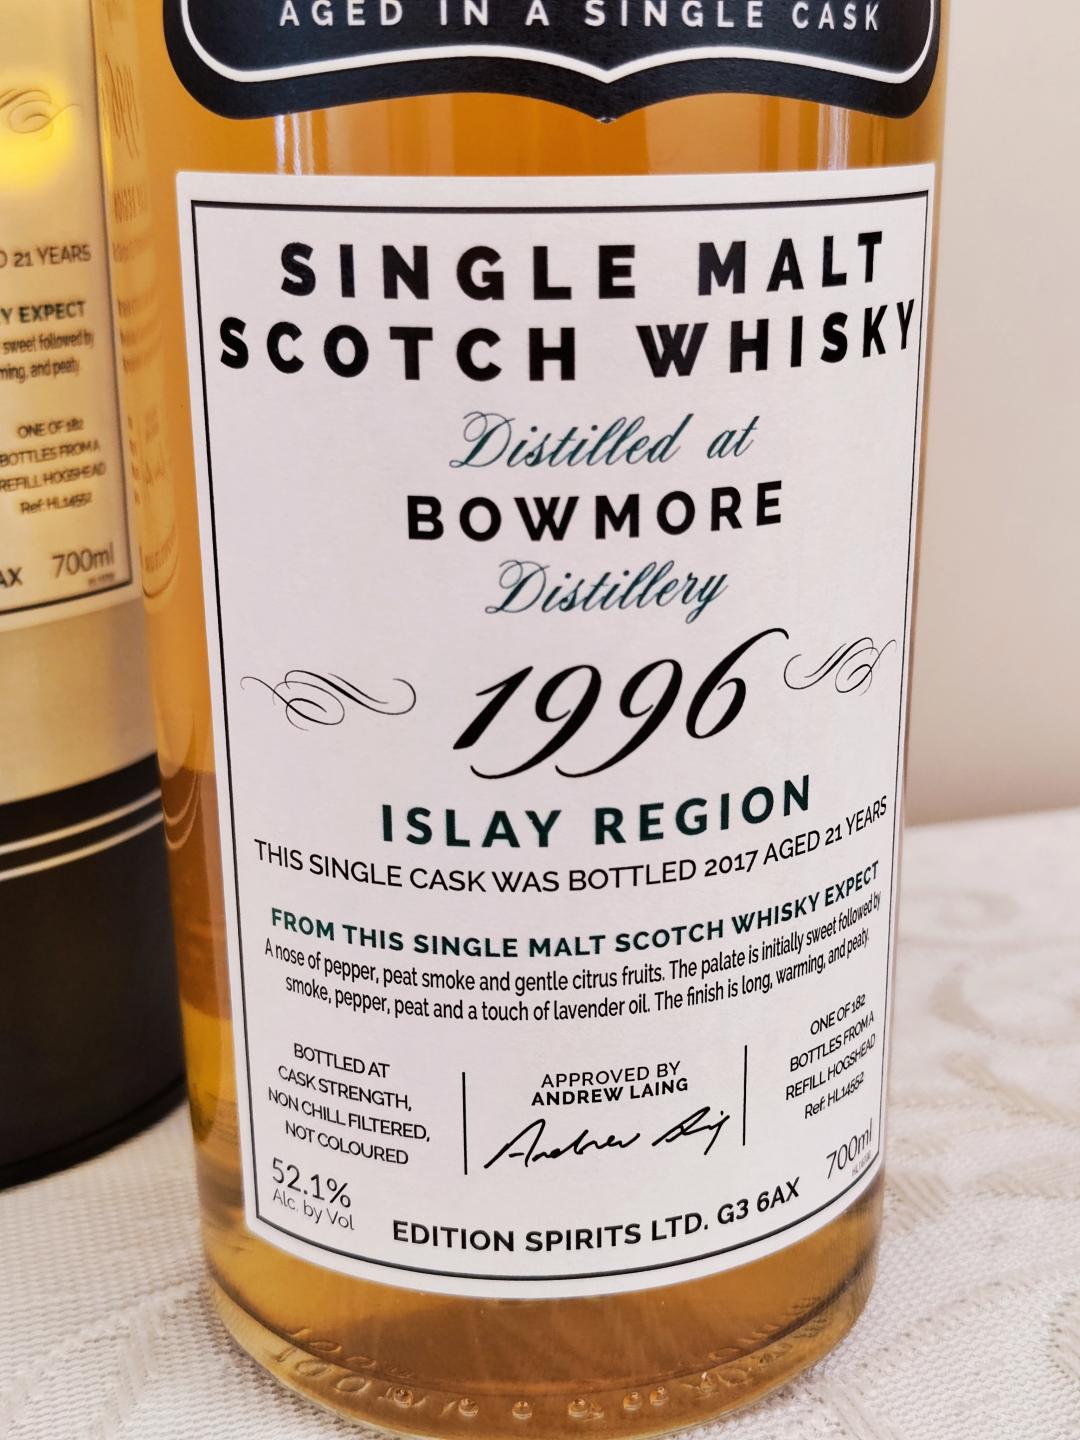 AGED IN A SINGLE CASK
SINGLE MALT
SCOTCH WHISKY
Distilled at
BOWMORE
Distillery
1996
ISLAY REGION
THIS SINGLE CASK WAS BOTTLED 2017 AGED 21 YEARS
FROM THIS SINGLE MALT SCOTCH WHISKY EXPECT
A nose of pepper, peat smoke and gentle citrus fruits. The palate is initially sweet followed by
smoke, pepper, peat and a touch of lavender oil. The finish is long, warming, and peaty.
BOTTLED AT
CASK STRENGTH,
NON CHILL FILTERED,
NOT COLOURED
52.1%
Alc. by Vol
APPROVED BY
ANDREW LAING
ONE OF 182
BOTTLES FROM A
REFILL HOGSHEAD
Ref: HL14552
700ml
EDITION SPIRITS LTD. G3 6AX
D 21 YEARS
Y EXPECT
sweet followed by
ming, and peaty.
ONE OF 182
BOTTLES FROM A
REFILL HOGSHEAD
Ref: HL14552
AX 700ml